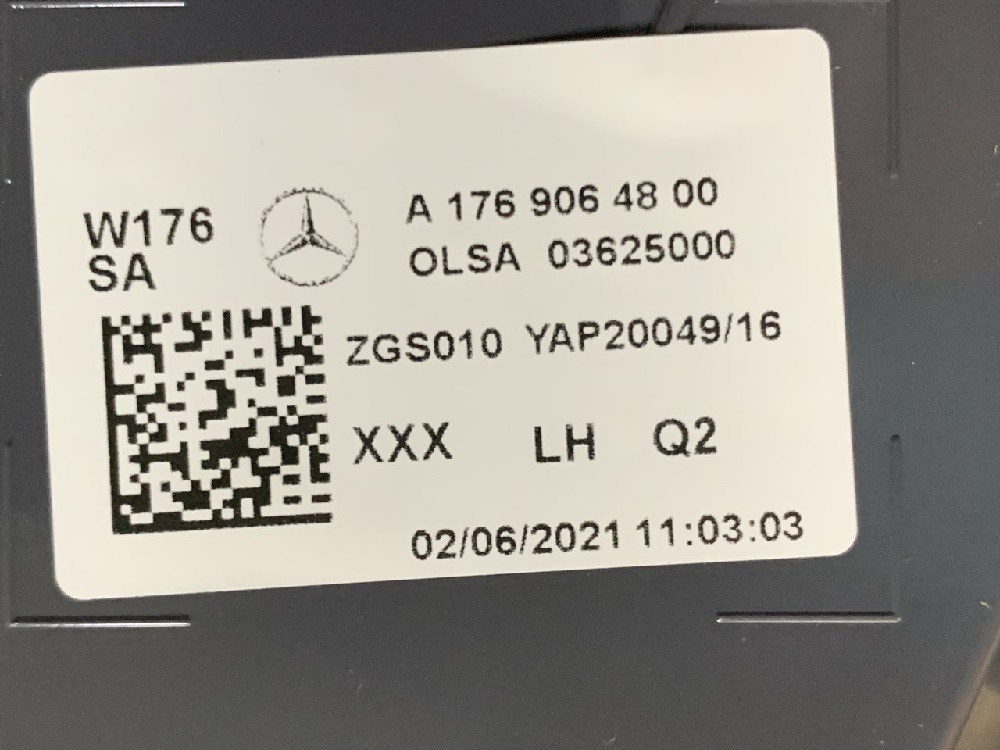 W176
SA
A 176 906 48 00
OLSA 03625000
ZGS010 YAP20049/16
XXX LH Q2
02/06/2021 11:03:03